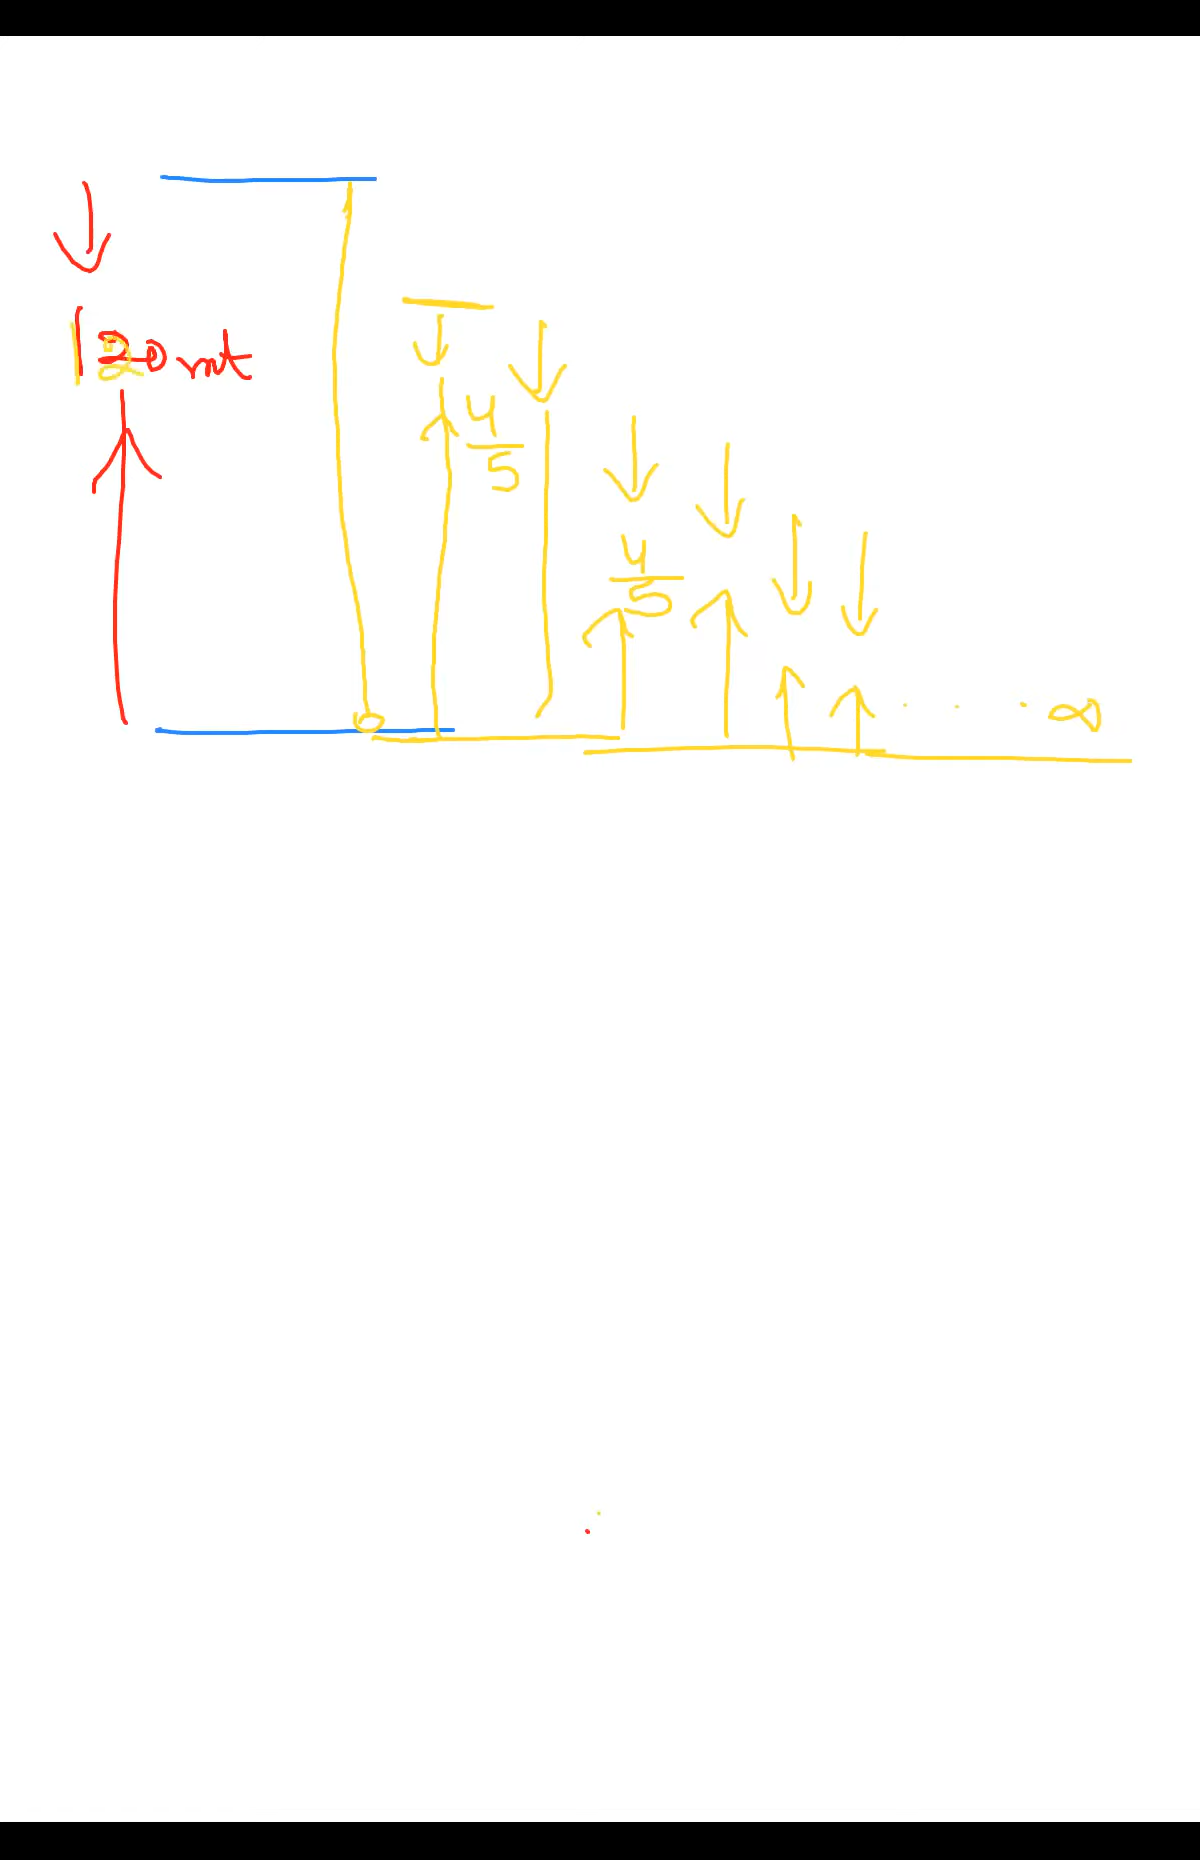 120 mt
4/5
4/5
. . . ∞